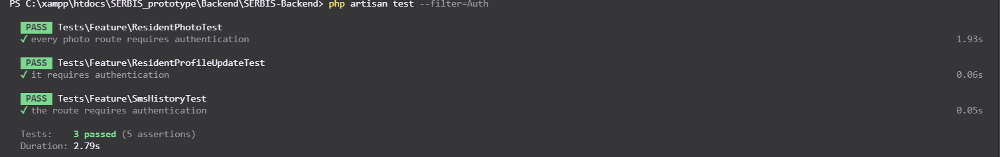 PS C:\xampp\htdocs\SERBIS_prototype\Backend\SERBIS-Backend> php artisan test --filter=Auth
PASS Tests\Feature\ResidentPhotoTest
✓ every photo route requires authentication 1.93s
PASS Tests\Feature\ResidentProfileUpdateTest
✓ it requires authentication 0.06s
PASS Tests\Feature\SmsHistoryTest
✓ the route requires authentication 0.05s
Tests: 3 passed (5 assertions)
Duration: 2.79s